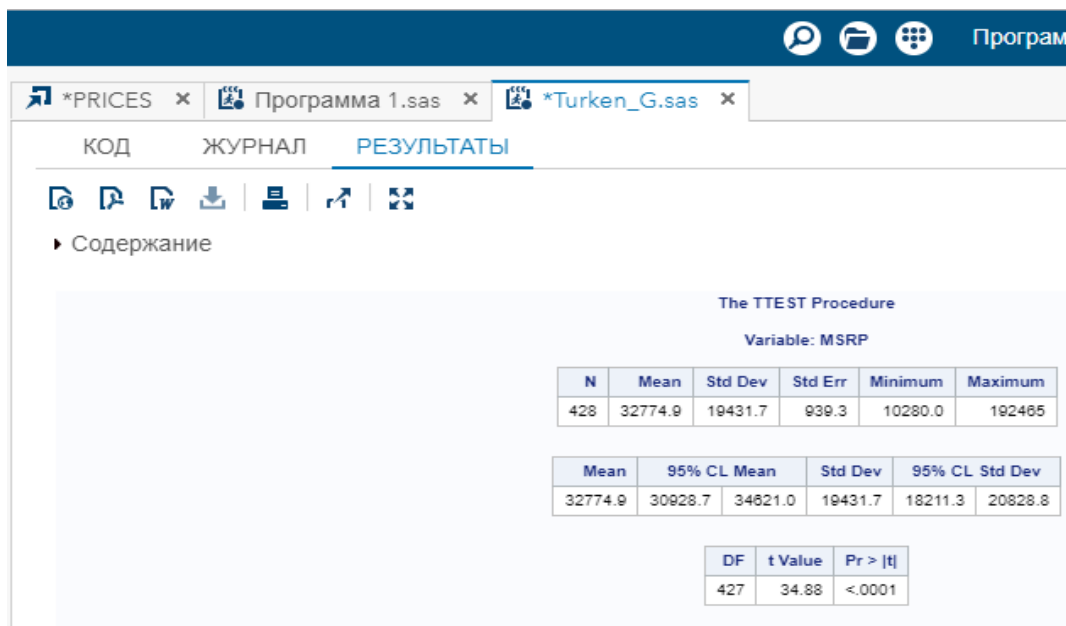 Програм
*PRICES × Программа 1.sas × *Turken_G.sas ×
КОД ЖУРНАЛ РЕЗУЛЬТАТЫ
Содержание
The TTEST Procedure
Variable: MSRP
N Mean Std Dev Std Err Minimum Maximum
428 32774.9 19431.7 939.3 10280.0 192465
Mean 95% CL Mean Std Dev 95% CL Std Dev
32774.9 30928.7 34621.0 19431.7 18211.3 20828.8
DF t Value Pr > |t|
427 34.88 <.0001